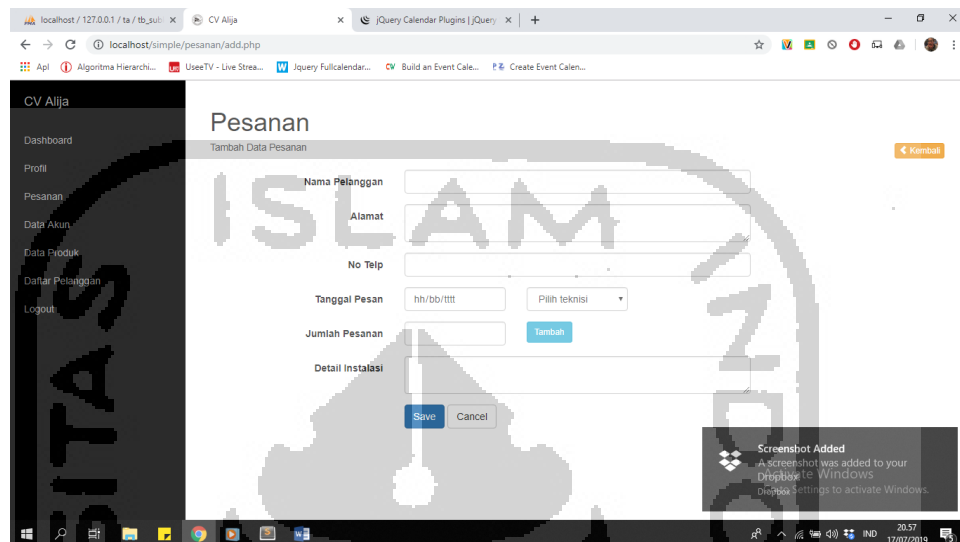 localhost / 127.0.0.1 / ta / tb_sub
CV Alija
jQuery Calendar Plugins | jQuery
localhost/simple/pesanan/add.php
Apl
Algoritma Hierarchi...
UseeTV - Live Strea...
Jquery Fullcalendar...
Build an Event Cale...
Create Event Calen...
CV Alija
Dashboard
Profil
Pesanan
Data Akun
Data Produk
Daftar Pelanggan
Logout
Pesanan
Tambah Data Pesanan
Kembali
Nama Pelanggan
Alamat
No Telp
Tanggal Pesan
hh/bb/tttt
Pilih teknisi
Jumlah Pesanan
Tambah
Detail Instalasi
Save
Cancel
ISLAM
INDO
ITAS
Screenshot Added
A screenshot was added to your
Dropbox
Dropbox
Activate Windows
Go to Settings to activate Windows.
IND
20.57
17/07/2019